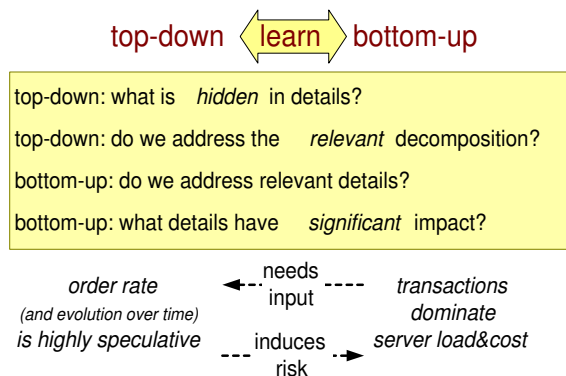 top-down learn bottom-up
top-down: what is hidden in details?
top-down: do we address the relevant decomposition?
bottom-up: do we address relevant details?
bottom-up: what details have significant impact?
order rate
(and evolution over time)
is highly speculative
needs
input
induces
risk
transactions
dominate
server load&cost